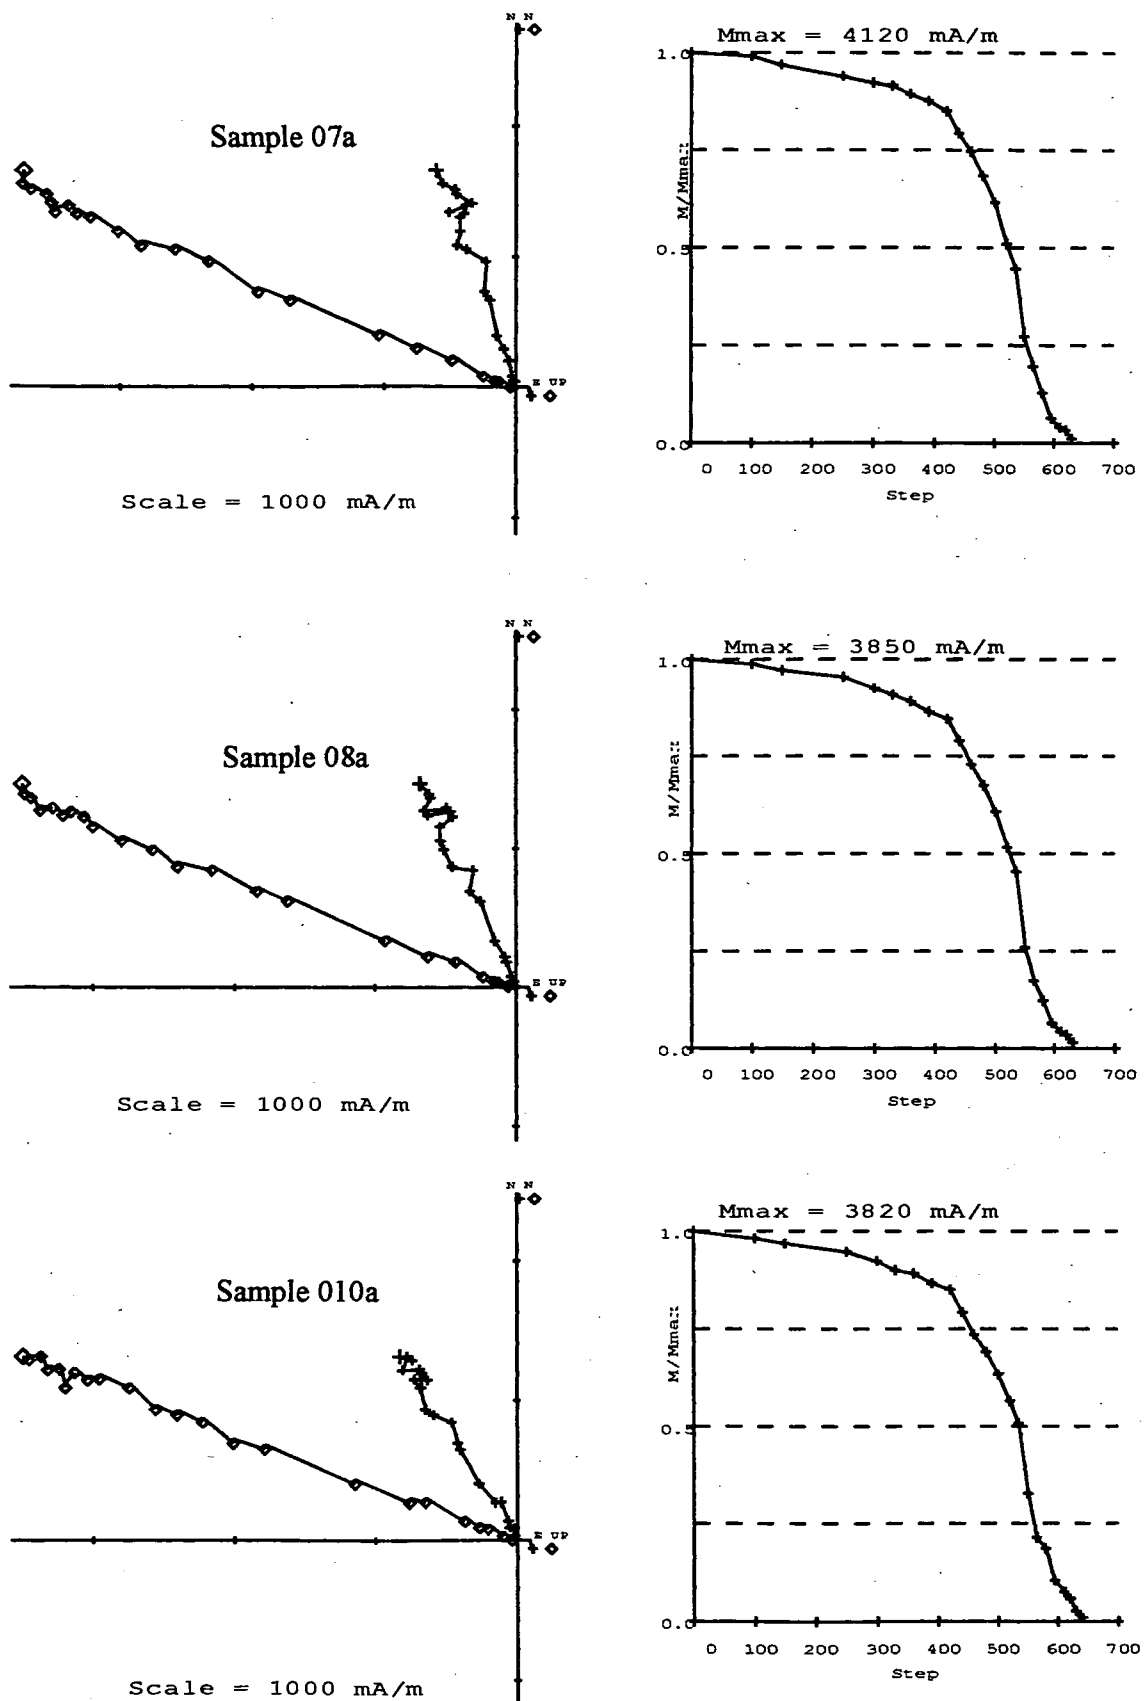 N N
Sample 07a
E UP
Scale = 1000 mA/m
Mmax = 4120 mA/m
1.0
M/Mmax
0.5
0.0
0 100 200 300 400 500 600 700
Step
N N
Sample 08a
E UP
Scale = 1000 mA/m
Mmax = 3850 mA/m
1.0
M/Mmax
0.5
0.0
0 100 200 300 400 500 600 700
Step
N N
Sample 010a
E UP
Scale = 1000 mA/m
Mmax = 3820 mA/m
1.0
M/Mmax
0.5
0.0
0 100 200 300 400 500 600 700
Step